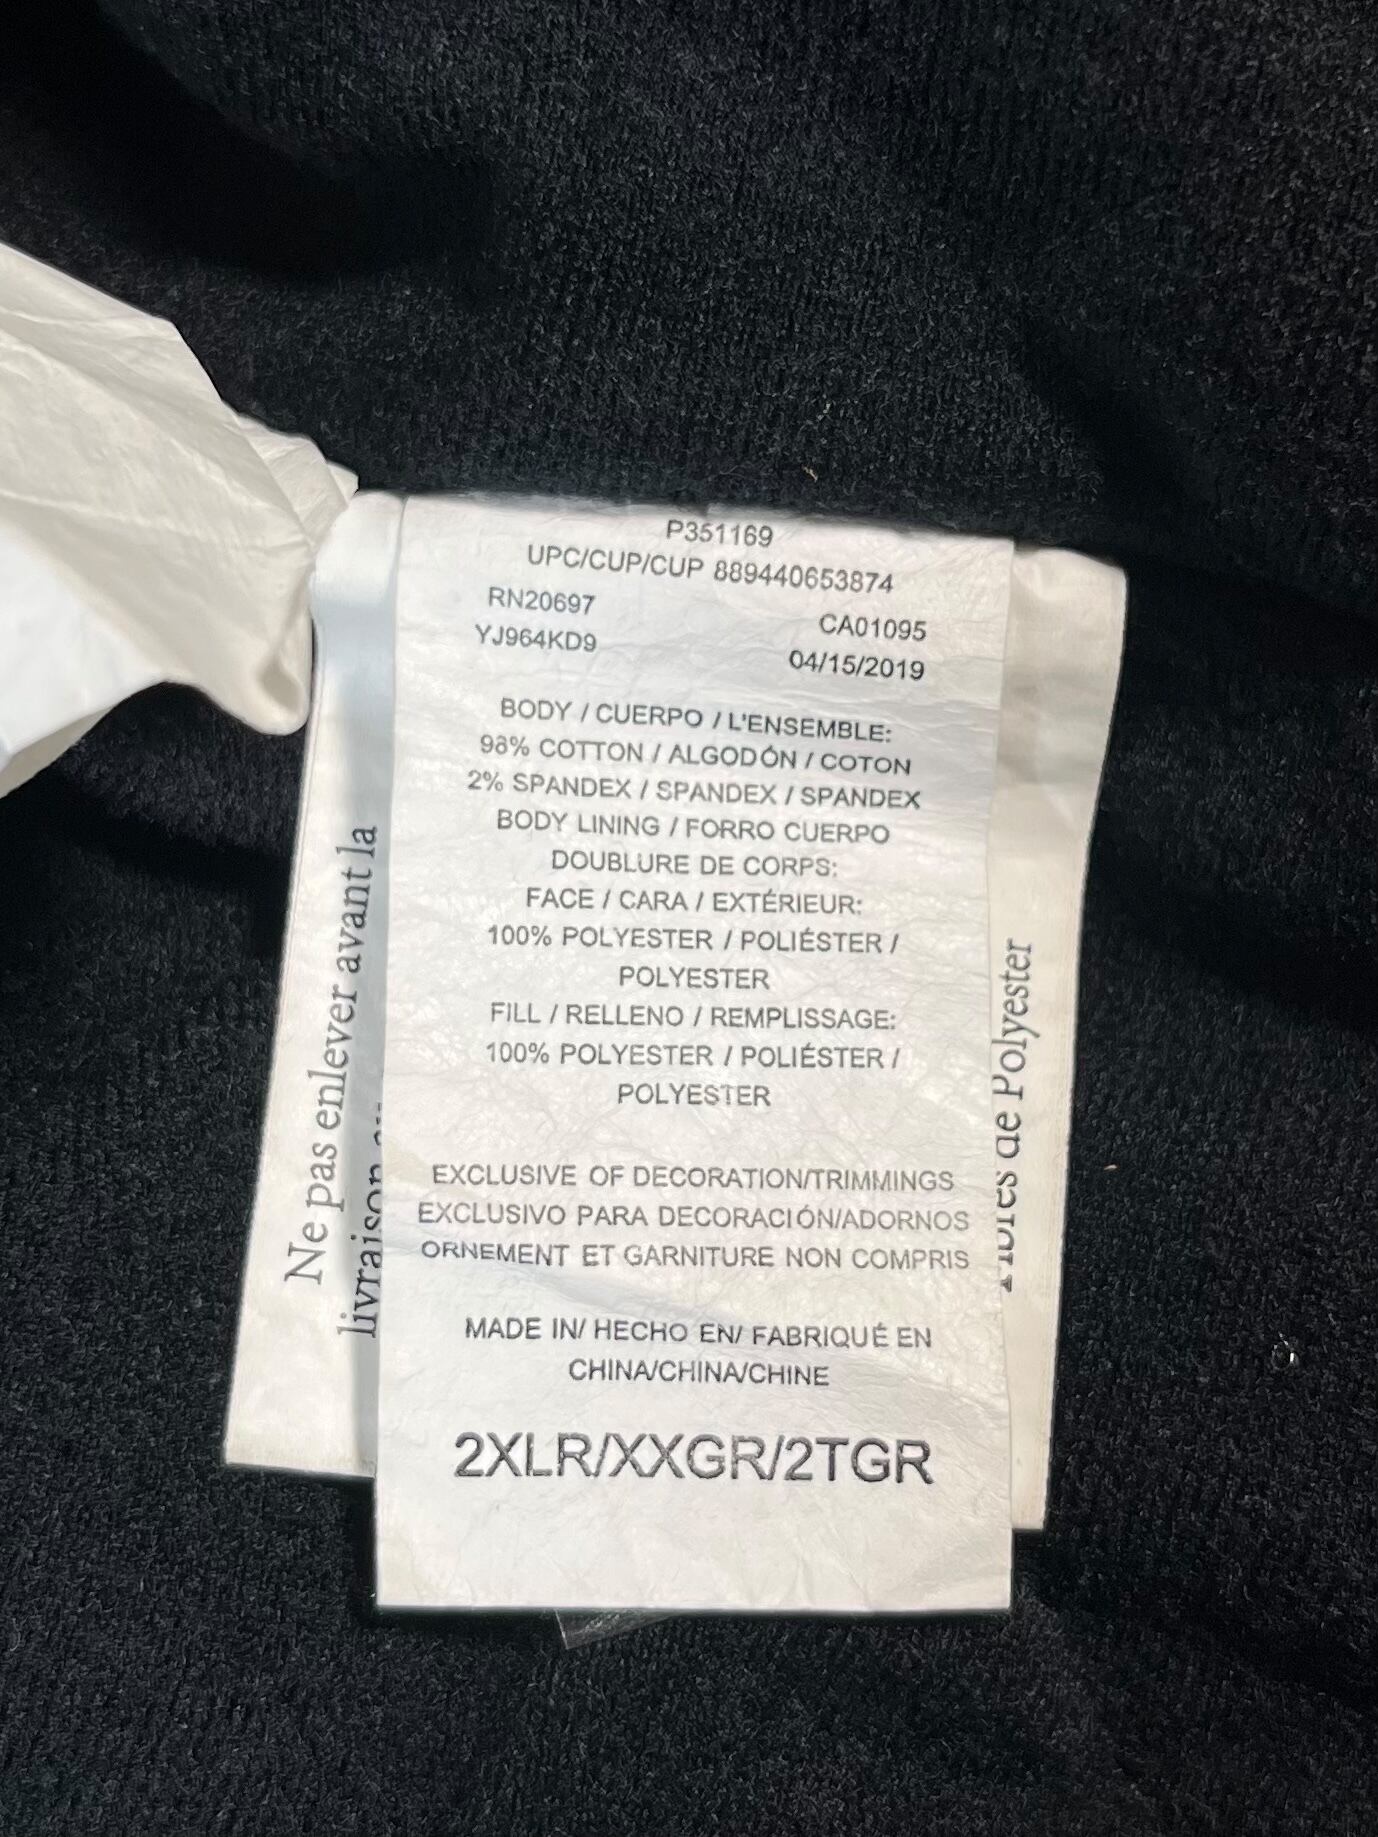 P351169
UPC/CUP/CUP 889440653874
RN20697
CA01095
YJ964KD9
04/15/2019
BODY / CUERPO / L'ENSEMBLE:
98% COTTON / ALGODÓN / COTON
2% SPANDEX / SPANDEX / SPANDEX
BODY LINING / FORRO CUERPO
DOUBLURE DE CORPS:
FACE / CARA / EXTÉRIEUR:
100% POLYESTER / POLIÉSTER /
POLYESTER
FILL / RELLENO / REMPLISSAGE:
100% POLYESTER / POLIÉSTER /
POLYESTER
EXCLUSIVE OF DECORATION/TRIMMINGS
EXCLUSIVO PARA DECORACIÓN/ADORNOS
ORNEMENT ET GARNITURE NON COMPRIS
MADE IN/ HECHO EN/ FABRIQUÉ EN
CHINA/CHINA/CHINE
2XLR/XXGR/2TGR
Ne pas enlever avant la
livraison au
Fibres de Polyester